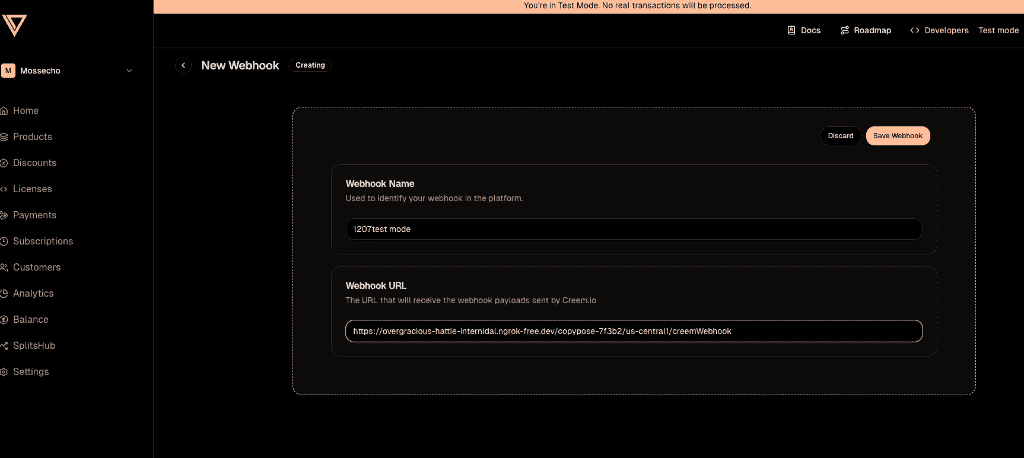 You're in Test Mode. No real transactions will be processed.
Docs
Roadmap
Developers
Test mode
M
Mossecho
New Webhook
Creating
Home
Products
Discounts
Licenses
Payments
Subscriptions
Customers
Analytics
Balance
SplitsHub
Settings
Discard
Save Webhook
Webhook Name
Used to identify your webhook in the platform.
1207test mode
Webhook URL
The URL that will receive the webhook payloads sent by Creem.io
https://overgracious-hattie-internidal.ngrok-free.dev/copypose-7f3b2/us-central1/creemWebhook